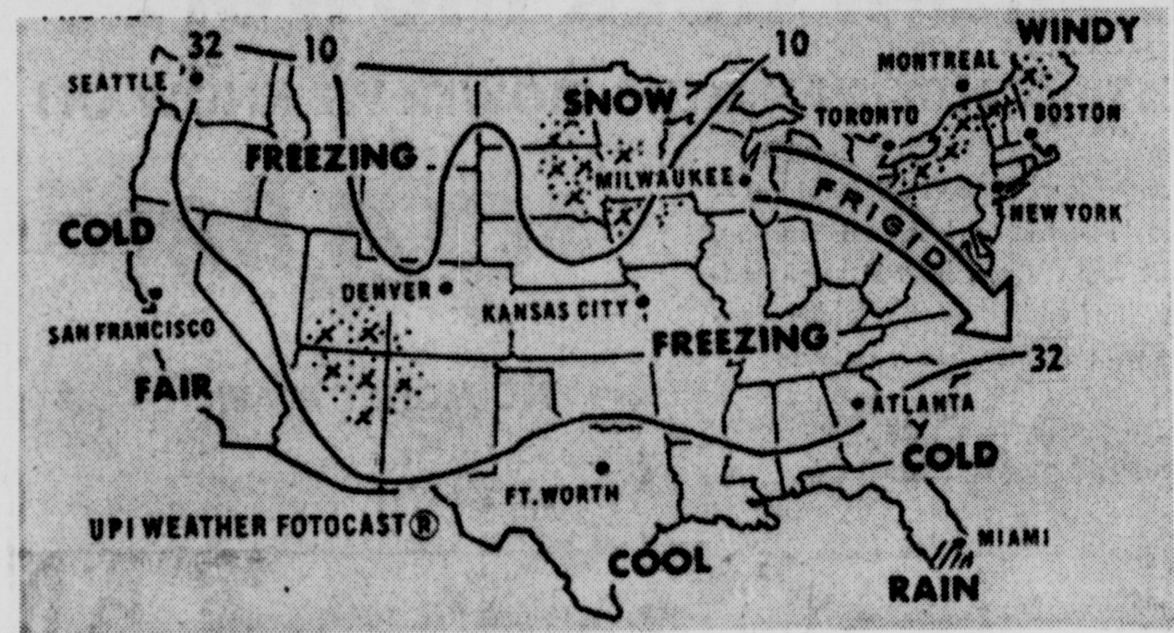 WINDY
32
10
10
MONTREAL
SEATTLE
SNOW
TORONTO
BOSTON
FREEZING
MILWAUKEE
FRIGID
NEW YORK
COLD
DENVER
KANSAS CITY
SAN FRANCISCO
FREEZING
32
FAIR
ATLANTA
COLD
FT. WORTH
UPI WEATHER FOTOCAST®
MIAMI
COOL
RAIN